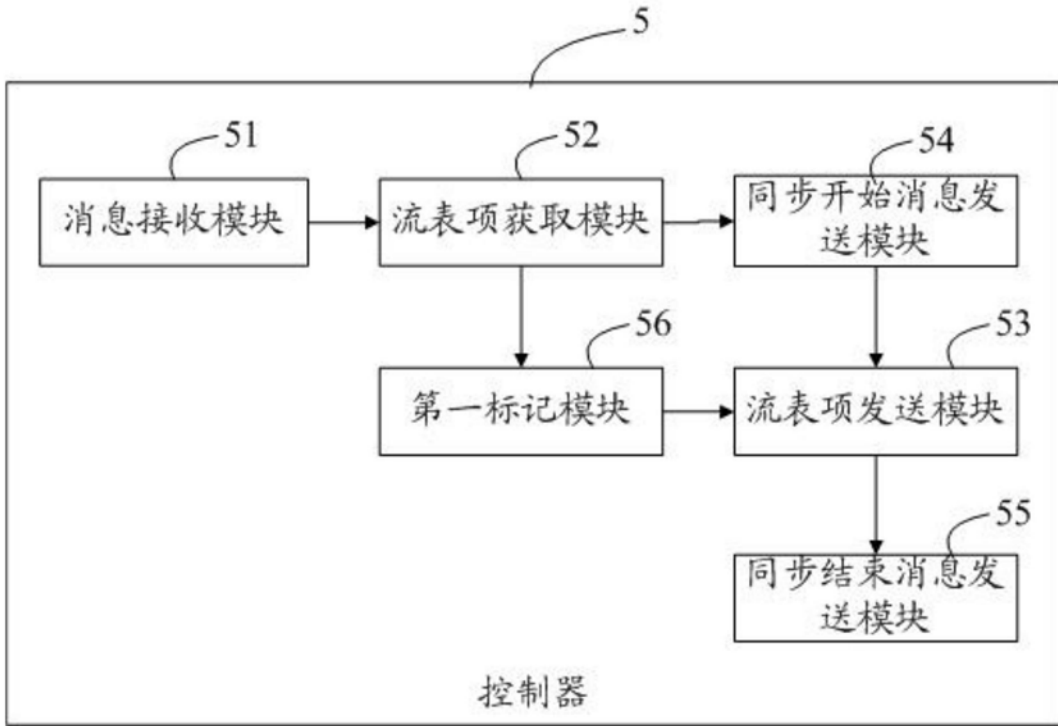 5
51
52
54
消息接收模块
流表项获取模块
同步开始消息发
送模块
56
53
第一标记模块
流表项发送模块
55
同步结束消息发
送模块
控制器